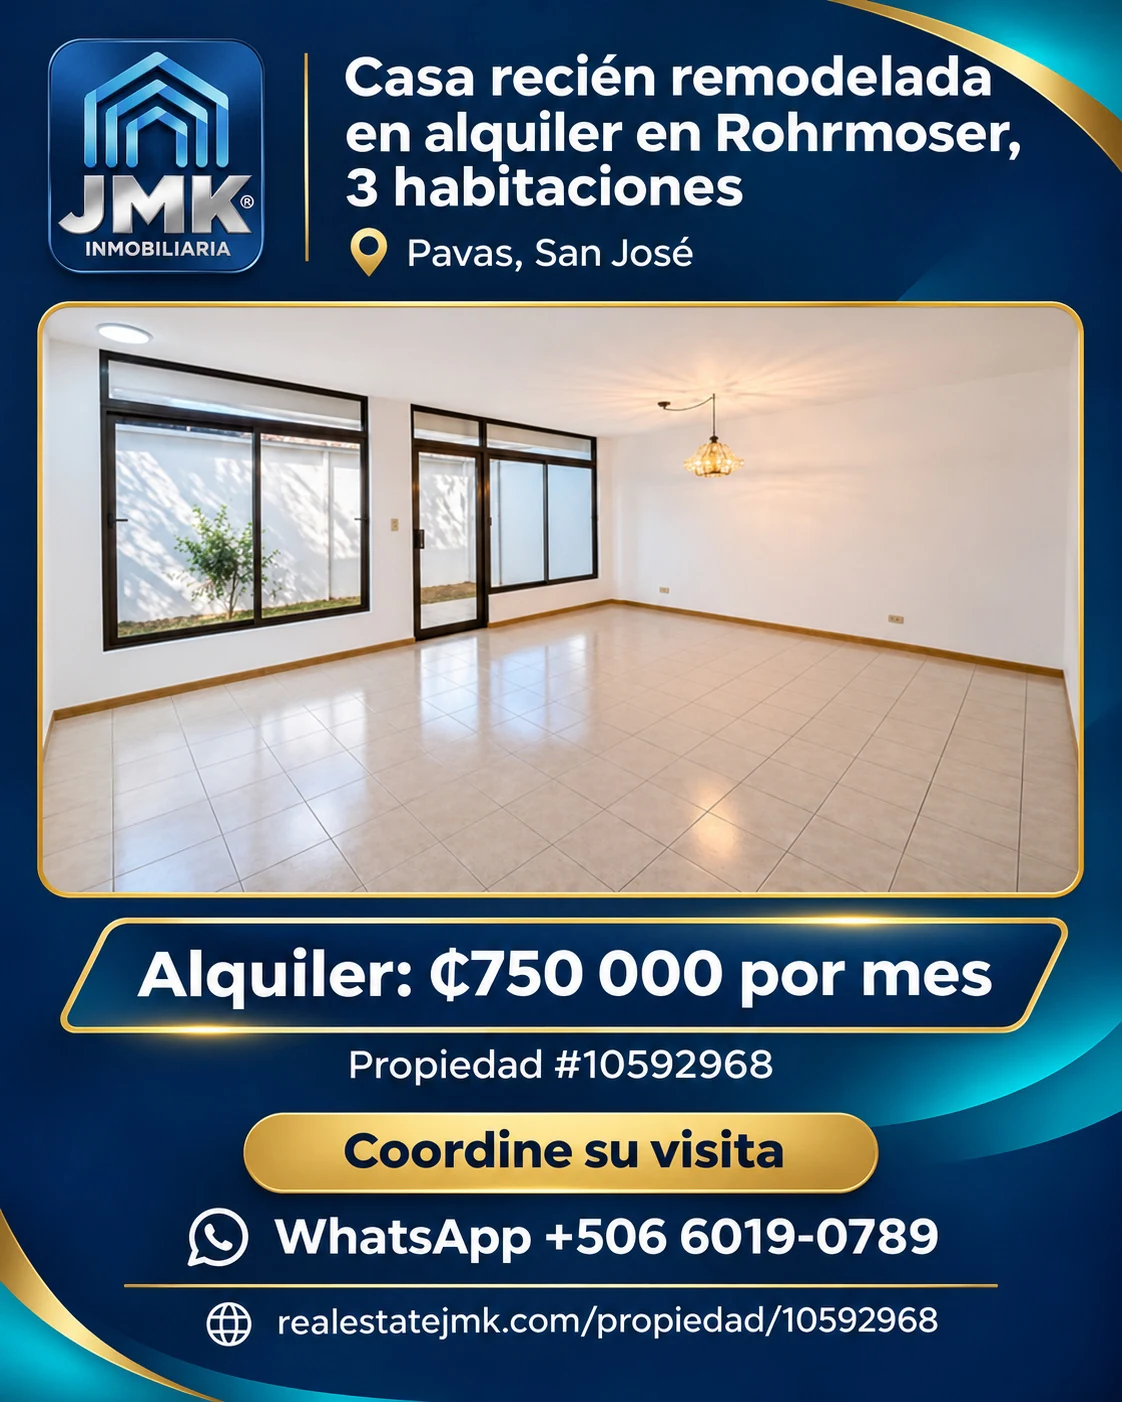 JMK®
INMOBILIARIA
Casa recién remodelada
en alquiler en Rohrmoser,
3 habitaciones
Pavas, San José
Alquiler: ₡750 000 por mes
Propiedad #10592968
Coordine su visita
WhatsApp +506 6019-0789
realestatejmk.com/propiedad/10592968